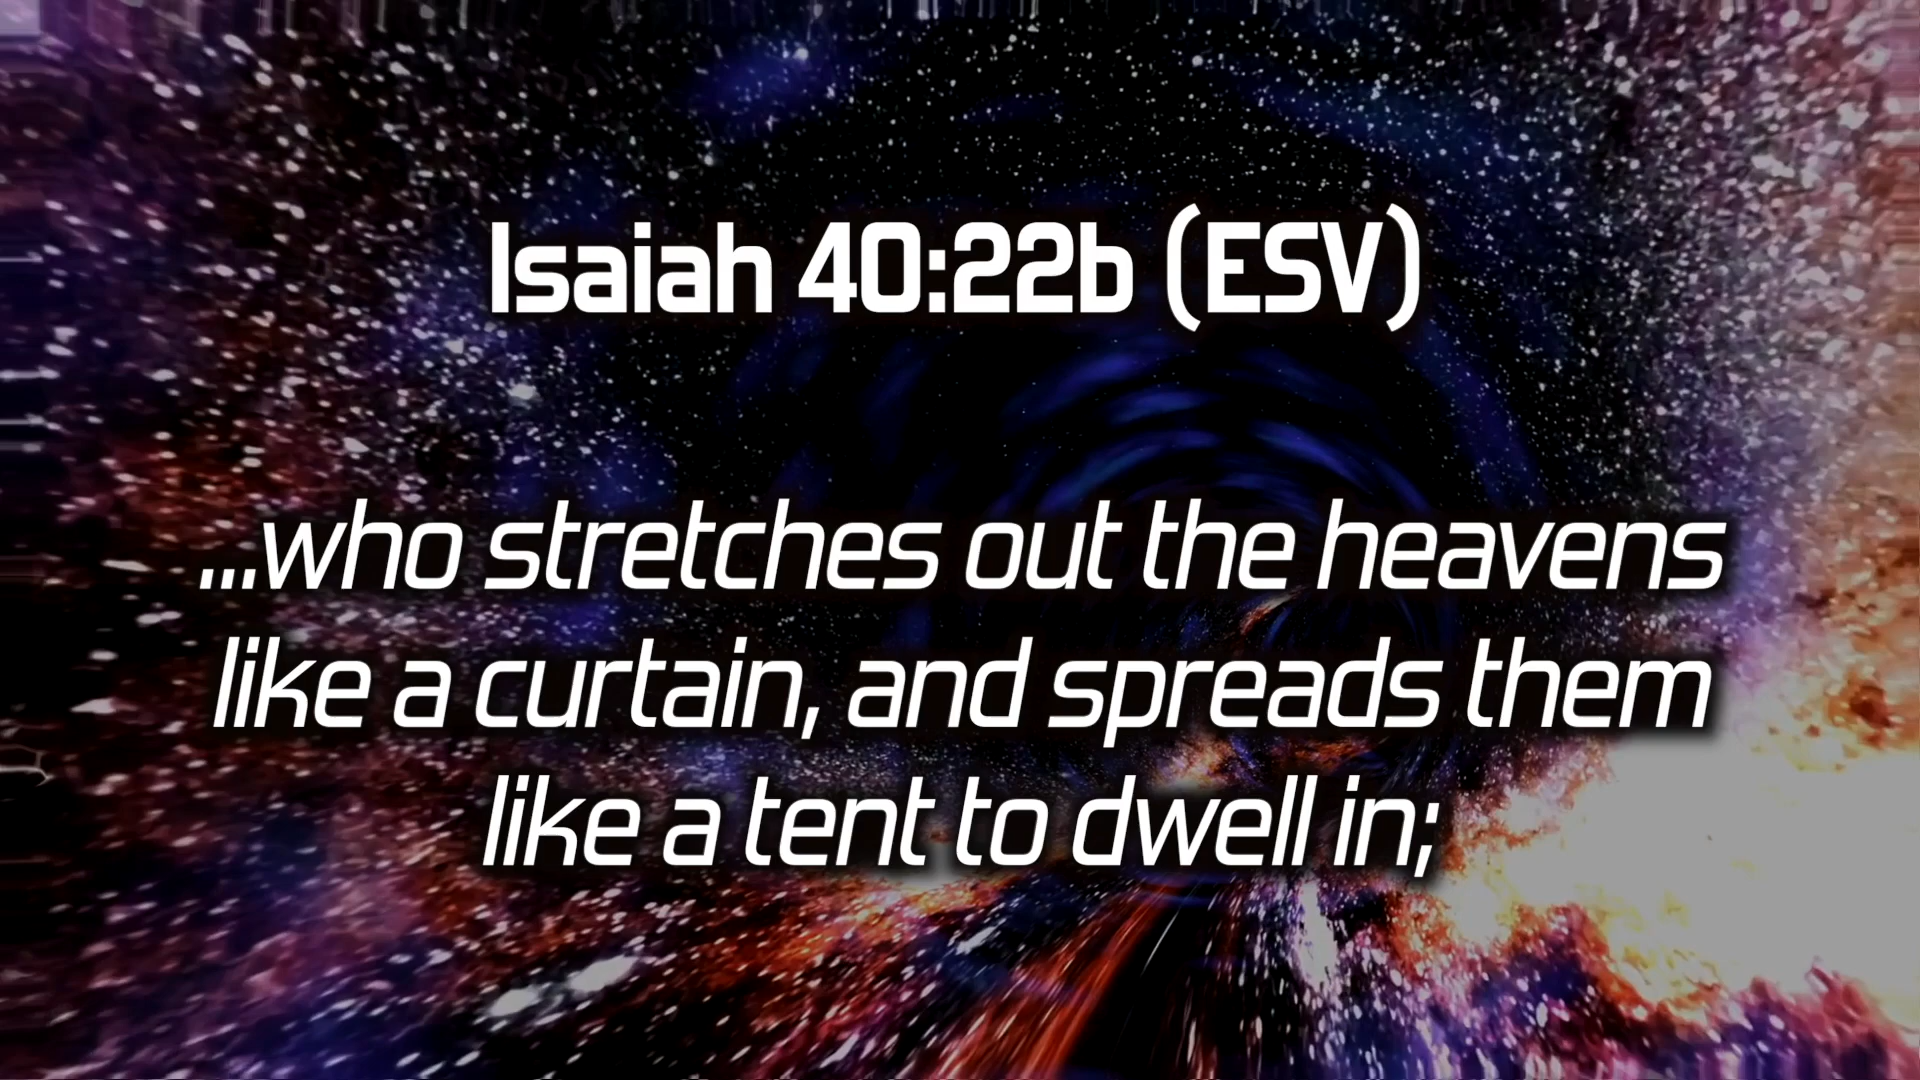 Isaiah 40:22b (ESV)
...who stretches out the heavens
like a curtain, and spreads them
like a tent to dwell in;